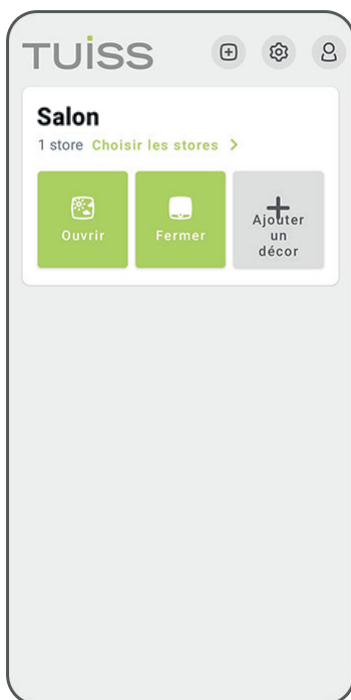 TUiSS
Salon
1 store Choisir les stores >
Ouvrir
Fermer
Ajouter
un
décor